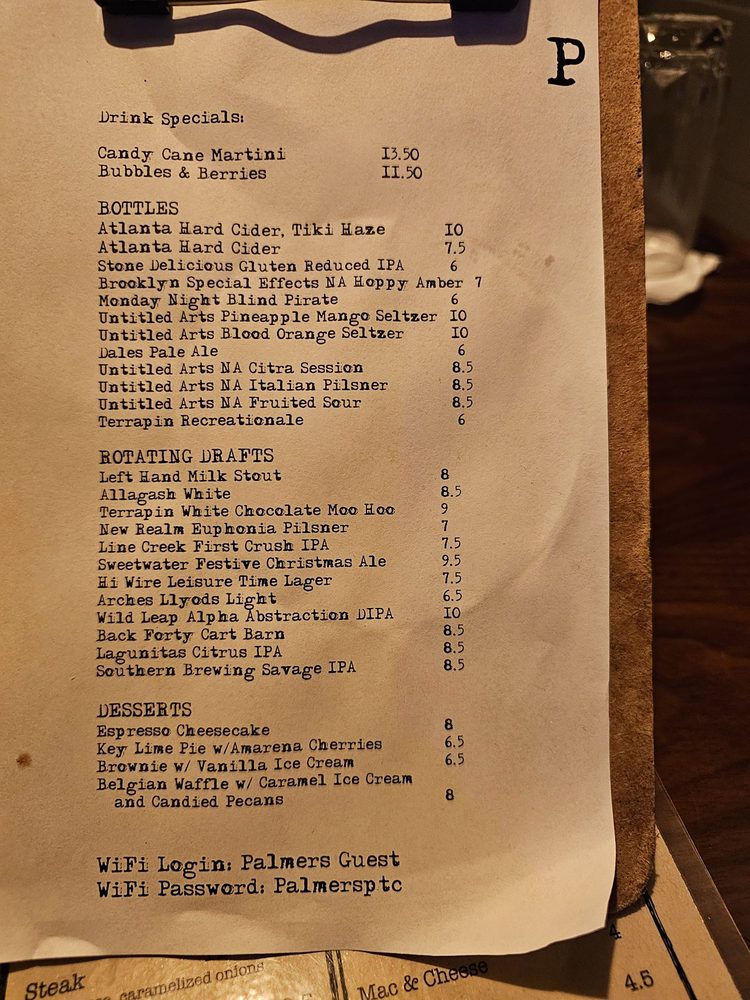 P
Drink Specials:
Candy Cane Martini 13.50
Bubbles & Berries 11.50
BOTTLES
Atlanta Hard Cider, Tiki Haze 10
Atlanta Hard Cider 7.5
Stone Delicious Gluten Reduced IPA 6
Brooklyn Special Effects NA Hoppy Amber 7
Monday Night Blind Pirate 6
Untitled Arts Pineapple Mango Seltzer 10
Untitled Arts Blood Orange Seltzer 10
Dales Pale Ale 6
Untitled Arts NA Citra Session 8.5
Untitled Arts NA Italian Pilsner 8.5
Untitled Arts NA Fruited Sour 8.5
Terrapin Recreationale 6
ROTATING DRAFTS
Left Hand Milk Stout 8
Allagash White 8.5
Terrapin White Chocolate Moo Hoo 9
New Realm Euphonia Pilsner 7
Line Creek First Crush IPA 7.5
Sweetwater Festive Christmas Ale 9.5
Hi Wire Leisure Time Lager 7.5
Arches Llyods Light 6.5
Wild Leap Alpha Abstraction DIPA 10
Back Forty Cart Barn 8.5
Lagunitas Citrus IPA 8.5
Southern Brewing Savage IPA 8.5
DESSERTS
Espresso Cheesecake 8
Key Lime Pie w/Amarena Cherries 6.5
Brownie w/ Vanilla Ice Cream 6.5
Belgian Waffle w/ Caramel Ice Cream
and Candied Pecans 8
WiFi Login: Palmers Guest
WiFi Password: Palmersptc
4
Steak
caramelized onions
Mac & Cheese 4.5